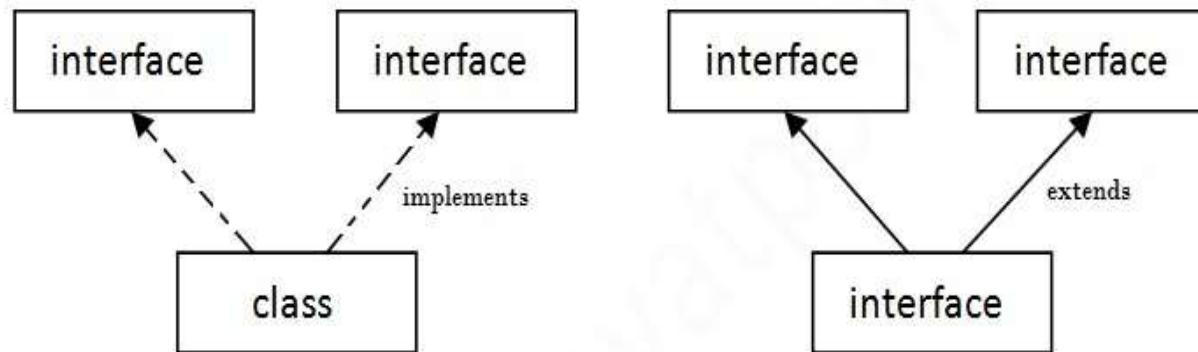 interface interface interface interface
implements extends
class interface